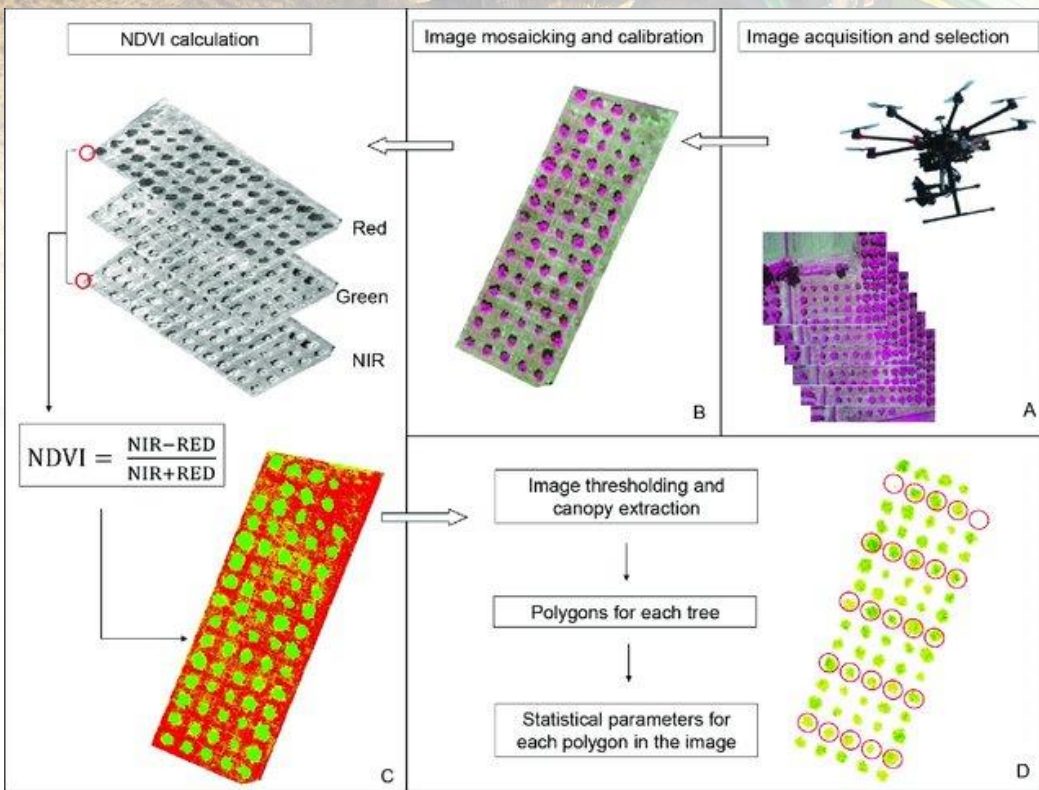 NDVI calculation
Image mosaicking and calibration
Image acquisition and selection
Red
Green
NIR
B
A
NDVI = NIR−RED
NIR+RED
Image thresholding and
canopy extraction
Polygons for each tree
Statistical parameters for
each polygon in the image
C
D